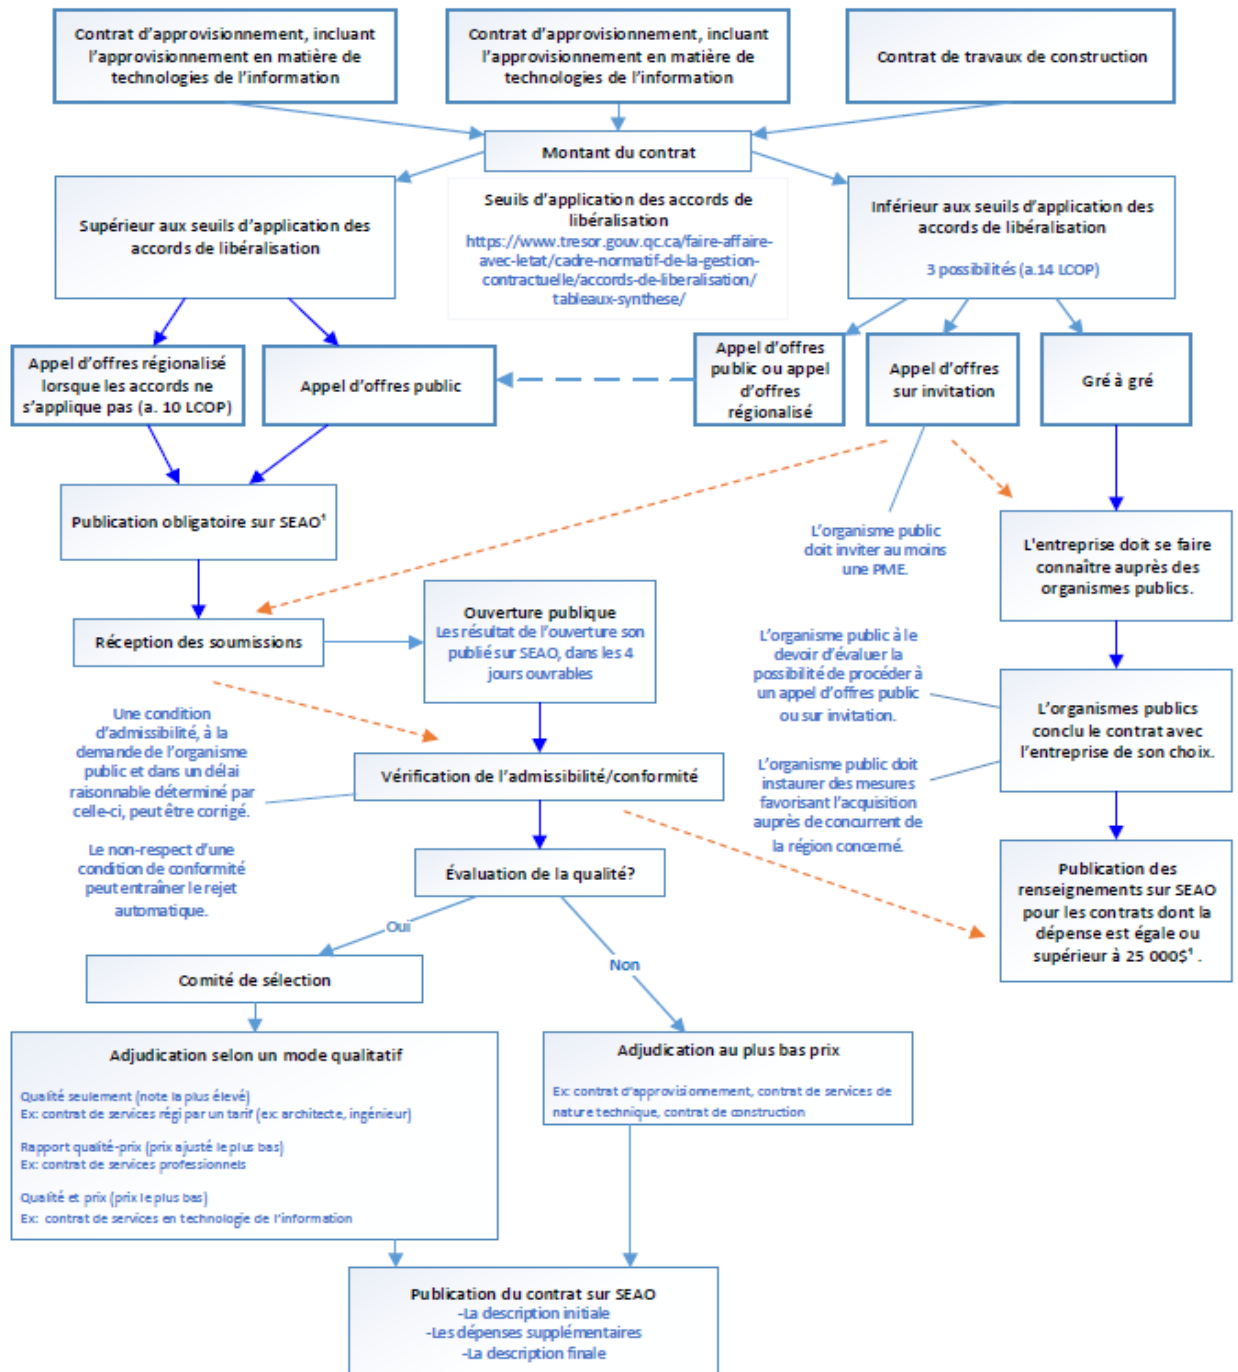 Contrat d'approvisionnement, incluant
l'approvisionnement en matière de
technologies de l'information
Contrat d'approvisionnement, incluant
l'approvisionnement en matière de
technologies de l'information
Contrat de travaux de construction
Montant du contrat
Supérieur aux seuils d'application des
accords de libéralisation
Seuils d'application des accords de
libéralisation
https://www.tresor.gouv.qc.ca/faire-affaire-
avec-letat/cadre-normatif-de-la-gestion-
contractuelle/accords-de-liberalisation/
tableaux-synthese/
Inférieur aux seuils d'application des
accords de libéralisation
3 possibilités (a.14 LCOP)
Appel d'offres régionalisé
lorsque les accords ne
s'applique pas (a. 10 LCOP)
Appel d'offres public
Appel d'offres
public ou appel
d'offres
régionalisé
Appel d'offres
sur invitation
Gré à gré
Publication obligatoire sur SEAO¹
L'organisme public
doit inviter au moins
une PME.
L'entreprise doit se faire
connaître auprès des
organismes publics.
Réception des soumissions
Ouverture publique
Les résultat de l'ouverture son
publié sur SEAO, dans les 4
jours ouvrables
L'organisme public à le
devoir d'évaluer la
possibilité de procéder à
un appel d'offres public
ou sur invitation.
L'organismes publics
conclu le contrat avec
l'entreprise de son choix.
Une condition
d'admissibilité, à la
demande de l'organisme
public et dans un délai
raisonnable déterminé par
celle-ci, peut être corrigé.
Vérification de l'admissibilité/conformité
L'organisme public doit
instaurer des mesures
favorisant l'acquisition
auprès de concurrent de
la région concerné.
Le non-respect d'une
condition de conformité
peut entraîner le rejet
automatique.
Évaluation de la qualité?
Publication des
renseignements sur SEAO
pour les contrats dont la
dépense est égale ou
supérieur à 25 000$¹ .
Oui
Non
Comité de sélection
Adjudication selon un mode qualitatif
Qualité seulement (note la plus élevé)
Ex: contrat de services régi par un tarif (ex: architecte, ingénieur)
Rapport qualité-prix (prix ajusté le plus bas)
Ex: contrat de services professionnels
Qualité et prix (prix le plus bas)
Ex: contrat de services en technologie de l'information
Adjudication au plus bas prix
Ex: contrat d'approvisionnement, contrat de services de
nature technique, contrat de construction
Publication du contrat sur SEAO
-La description initiale
-Les dépenses supplémentaires
-La description finale